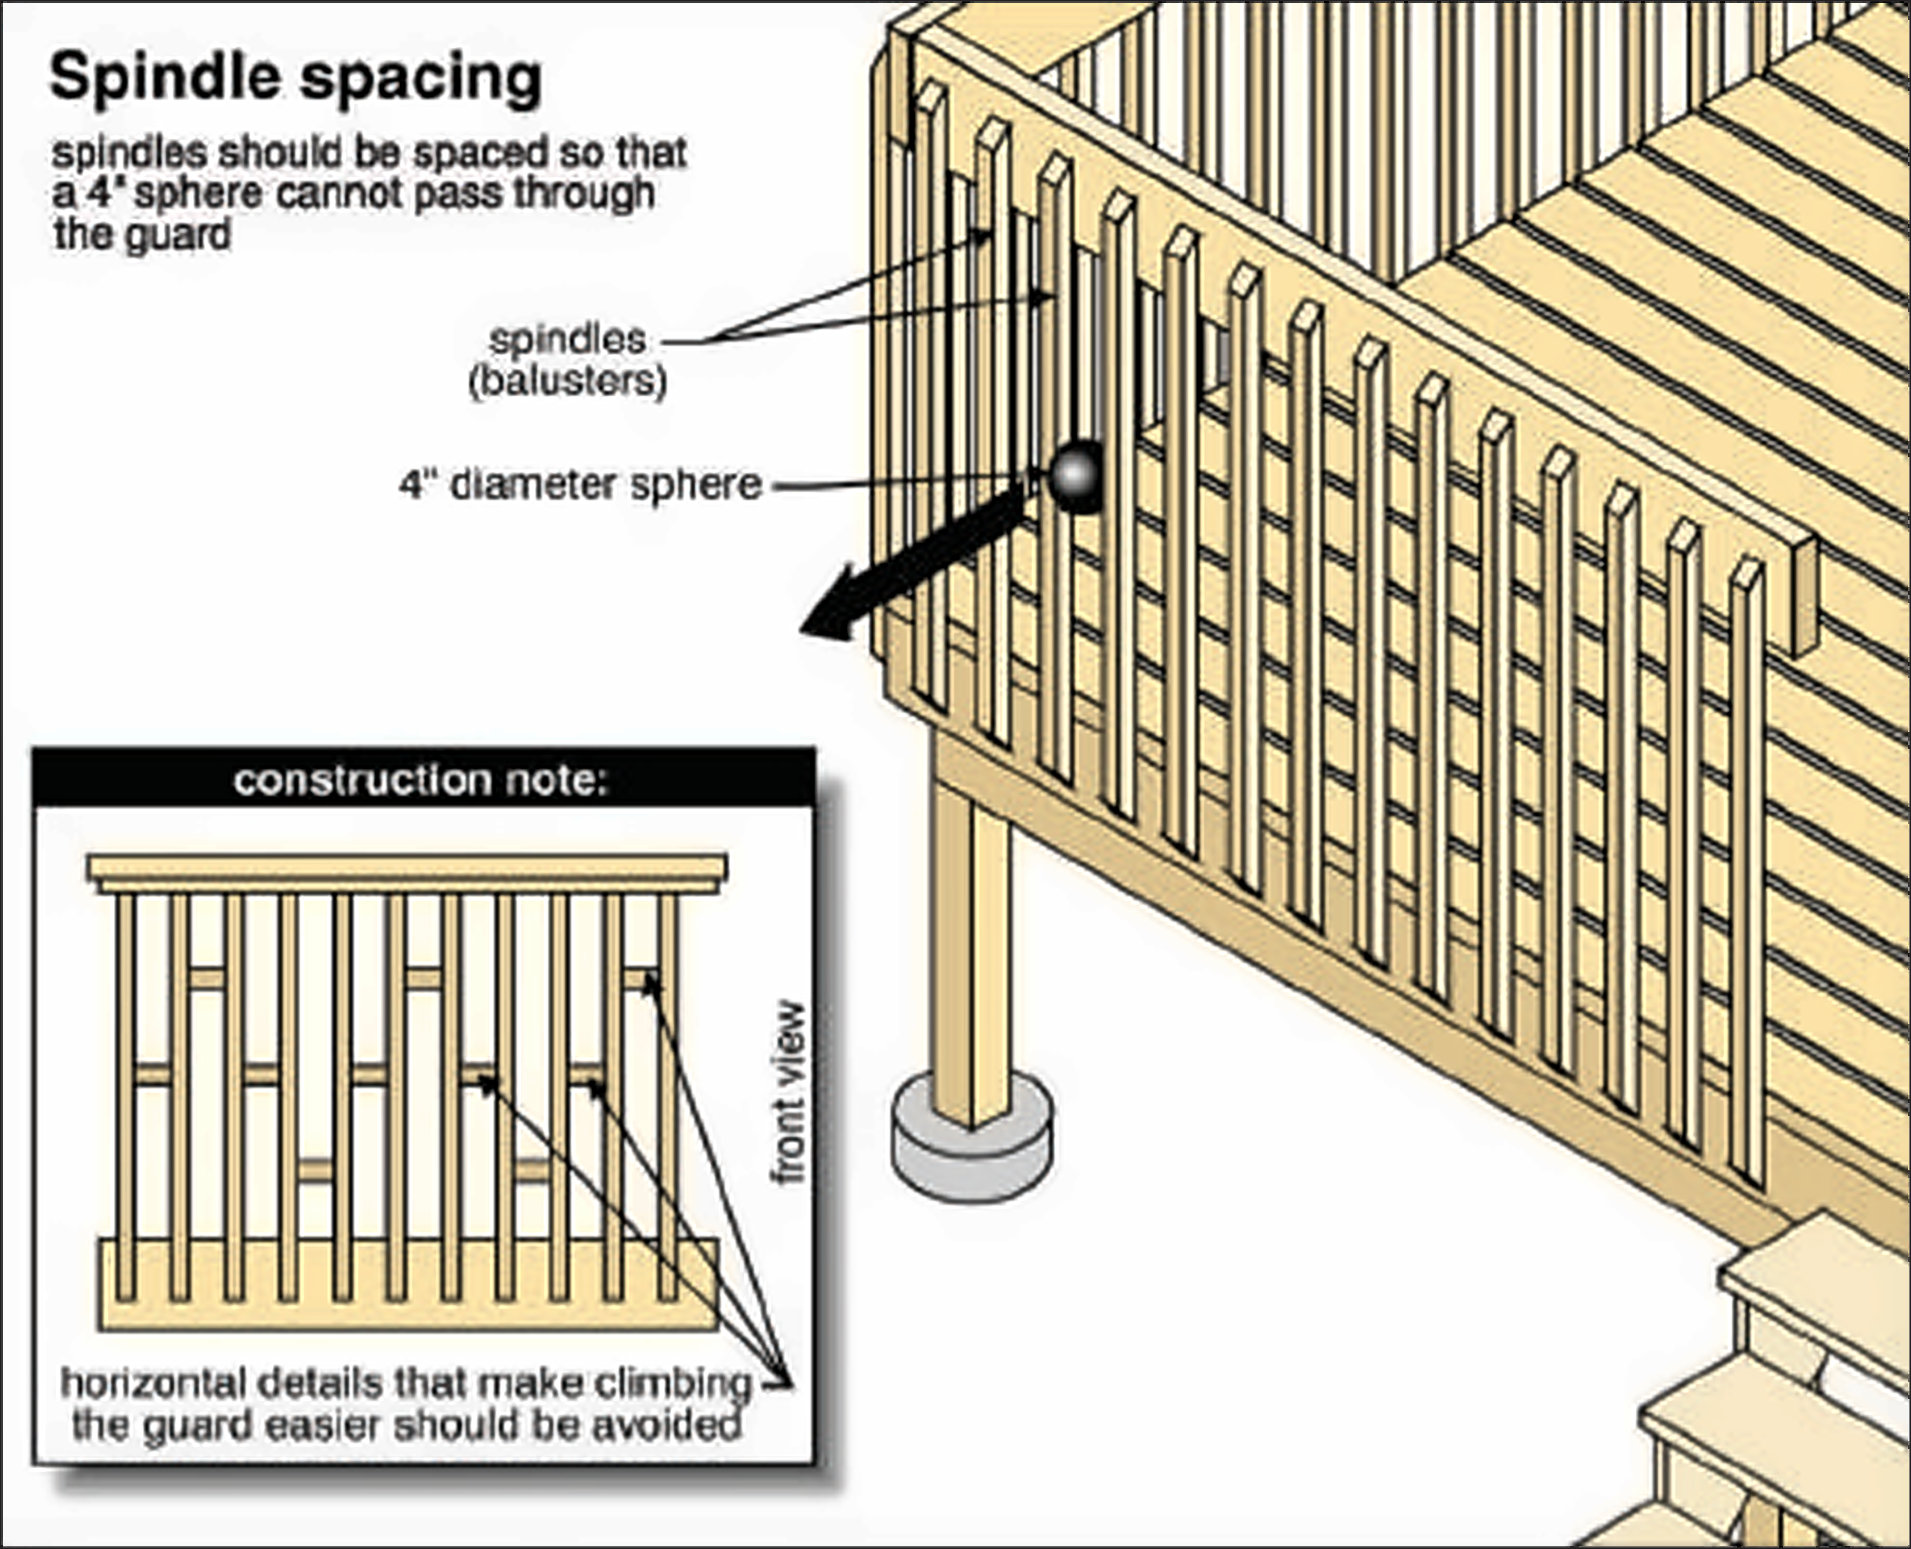 Spindle spacing
spindles should be spaced so that
a 4" sphere cannot pass through
the guard
spindles
(balusters)
4" diameter sphere
construction note:
front view
horizontal details that make climbing
the guard easier should be avoided